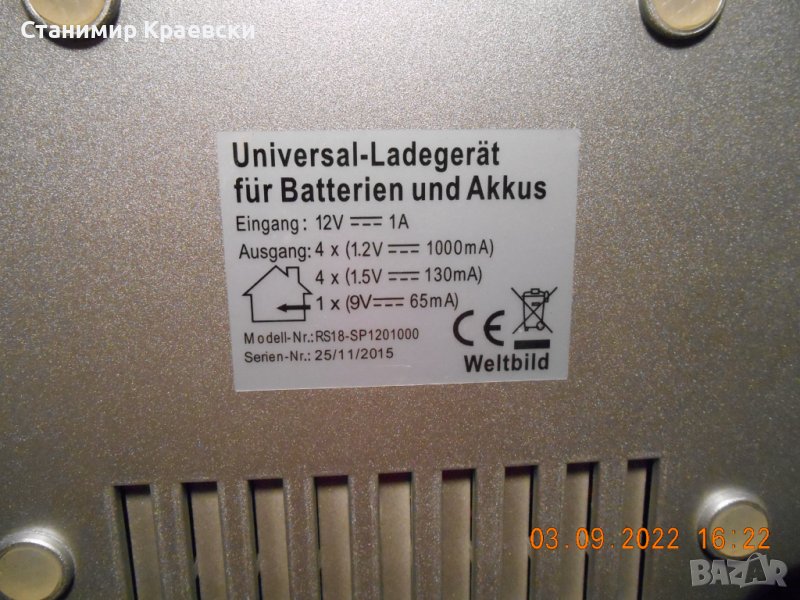 Станимир Краевски
Universal-Ladegerät
für Batterien und Akkus
Eingang: 12V 1A
Ausgang: 4 x (1.2V 1000mA)
4 x (1.5V 130mA)
1 x (9V 65mA)
Modell-Nr.:RS18-SP1201000
Serien-Nr.: 25/11/2015
CE
Weltbild
03.09.2022 16:22
BAZAR